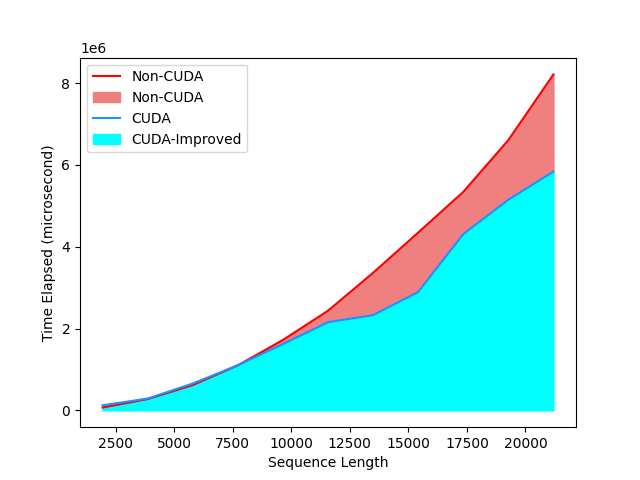 1e6
Non-CUDA
Non-CUDA
CUDA
CUDA-Improved
8
6
4
2
0
Time Elapsed (microsecond)
2500 5000 7500 10000 12500 15000 17500 20000
Sequence Length